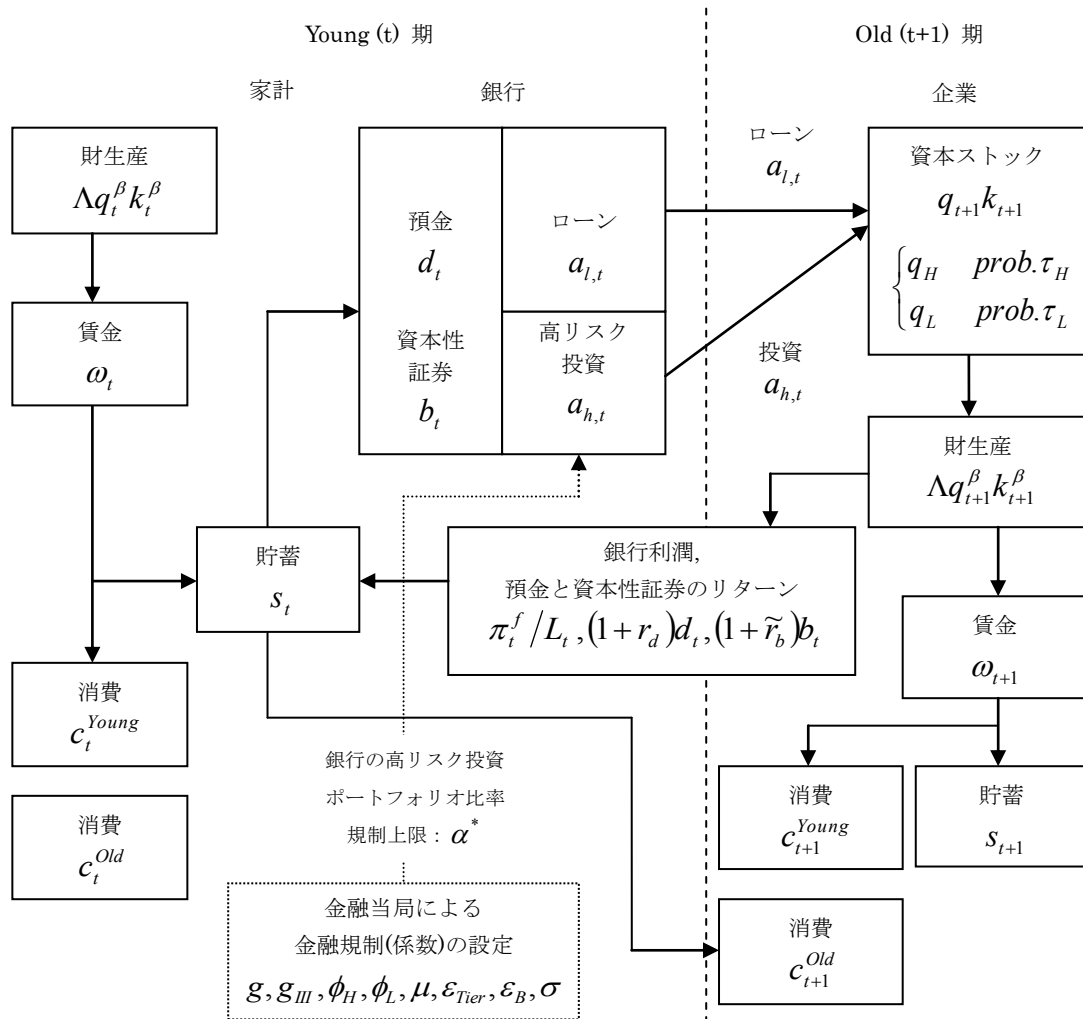 Young (t) 期
Old (t+1) 期
家計
銀行
企業
財生産
Λq_t^β k_t^β
賃金
ω_t
預金
d_t
資本性
証券
b_t
ローン
a_{l,t}
高リスク
投資
a_{h,t}
ローン
a_{l,t}
投資
a_{h,t}
資本ストック
q_{t+1}k_{t+1}
{q_H prob.τ_H
q_L prob.τ_L
財生産
Λq_{t+1}^β k_{t+1}^β
貯蓄
s_t
銀行利潤,
預金と資本性証券のリターン
π_t^f/L_t ,(1+r_d)d_t,(1+r̃_b)b_t
賃金
ω_{t+1}
消費
c_t^{Young}
消費
c_t^{Old}
銀行の高リスク投資
ポートフォリオ比率
規制上限: α^*
消費
c_{t+1}^{Young}
貯蓄
s_{t+1}
金融当局による
金融規制(係数)の設定
g, g_{III}, φ_H, φ_L, μ, ε_{Tier}, ε_B, σ
消費
c_{t+1}^{Old}